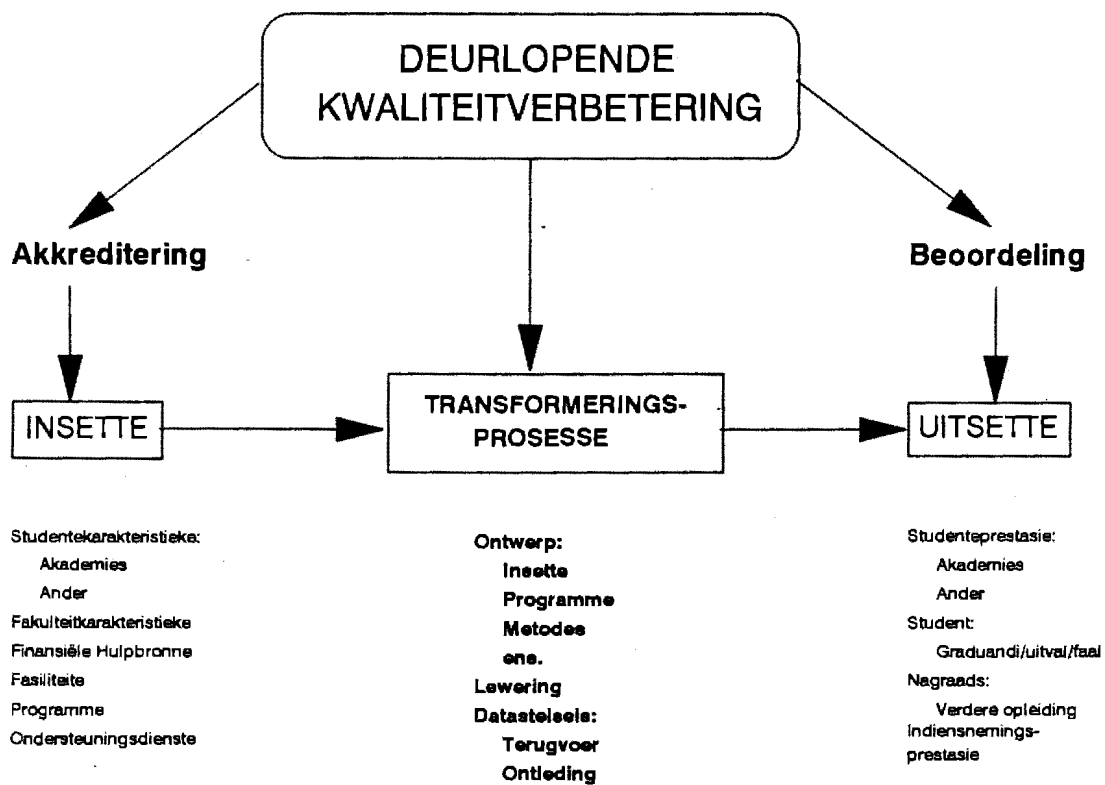 DEURLOPENDE
KWALITEITVERBETERING
Akkreditering
Beoordeling
INSETTE
TRANSFORMERINGS-
PROSESSE
UITSETTE
Studentekarakteristieke:
Akademies
Ander
Fakulteitkarakteristieke
Finansiële Hulpbronne
Fasiliteite
Programme
Ondersteuningsdienste
Ontwerp:
Insette
Programme
Metodes
ens.
Lewering
Datastelsels:
Terugvoer
Ontleding
Studenteprestasie:
Akademies
Ander
Student:
Graduandi/uitval/faal
Nagraads:
Verdere opleiding
Indiensnemings-
prestasie